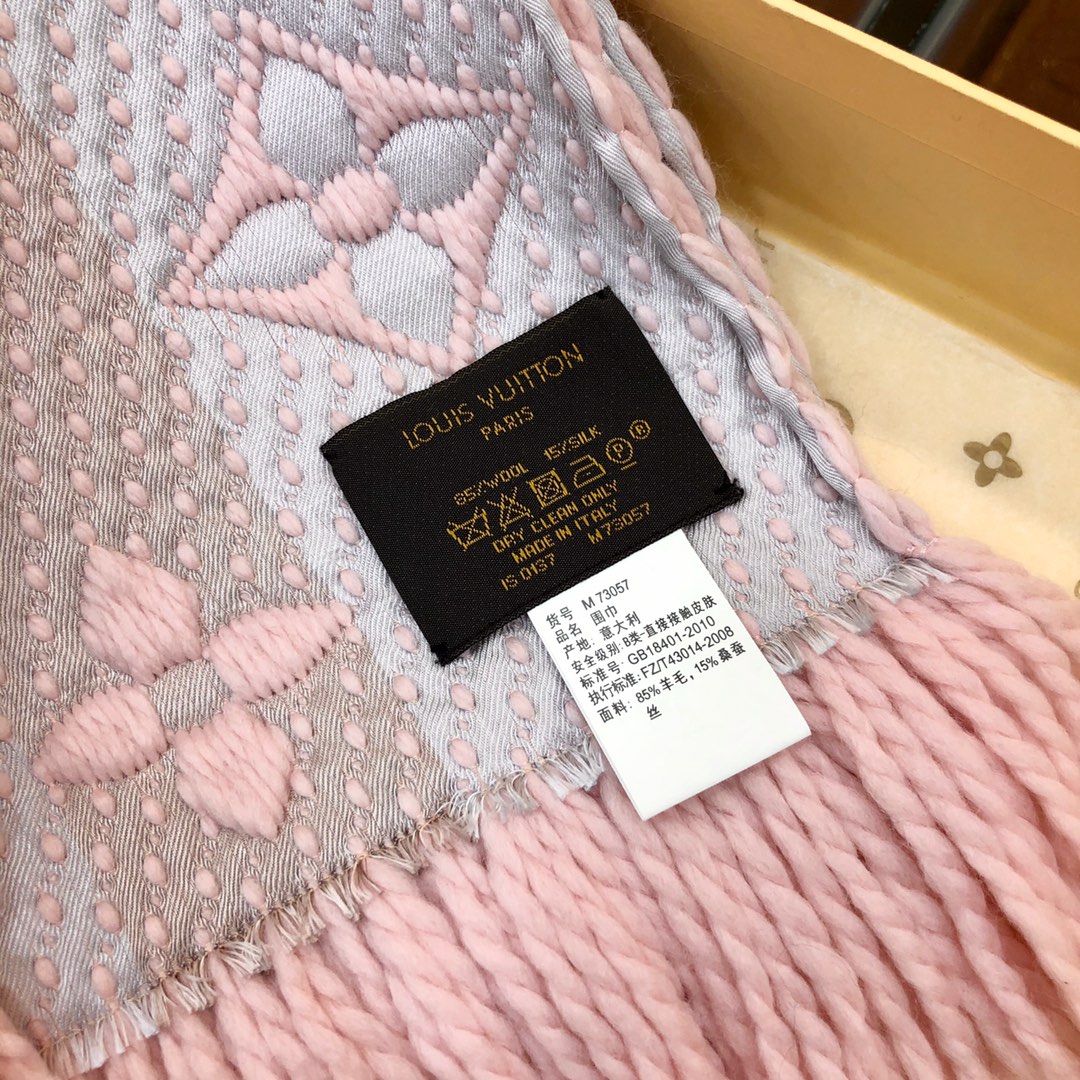 LOUIS VUITTON
PARIS
85%WOOL 15%SILK
P
DRY CLEAN ONLY
MADE IN ITALY
IS 0137 M73057
货号 M 73057
品名: 围巾
产地: 意大利
安全级别: B类-直接接触皮肤
标准号: GB18401-2010
执行标准: FZ/T43014-2008
面料: 85%羊毛, 15%桑蚕
丝